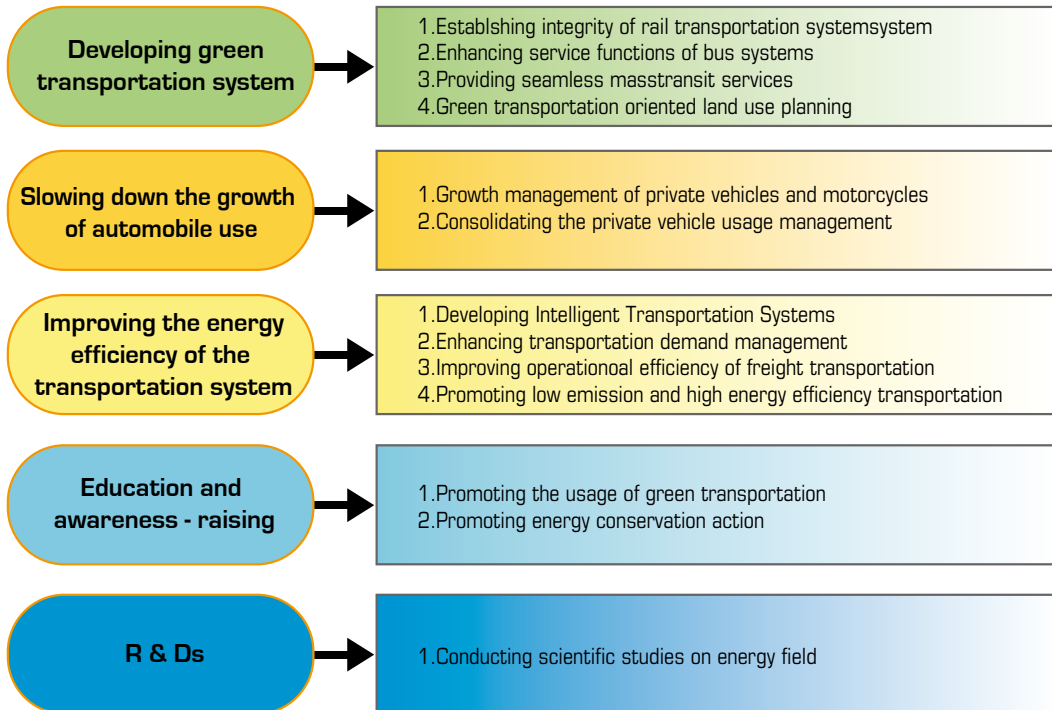 Developing green
transportation system
1.Establshing integrity of rail transportation systemsystem
2.Enhancing service functions of bus systems
3.Providing seamless masstransit services
4.Green transportation oriented land use planning
Slowing down the growth
of automobile use
1.Growth management of private vehicles and motorcycles
2.Consolidating the private vehicle usage management
Improving the energy
efficiency of the
transportation system
1.Developing Intelligent Transportation Systems
2.Enhancing transportation demand management
3.Improving operationoal efficiency of freight transportation
4.Promoting low emission and high energy efficiency transportation
Education and
awareness - raising
1.Promoting the usage of green transportation
2.Promoting energy conservation action
R & Ds
1.Conducting scientific studies on energy field